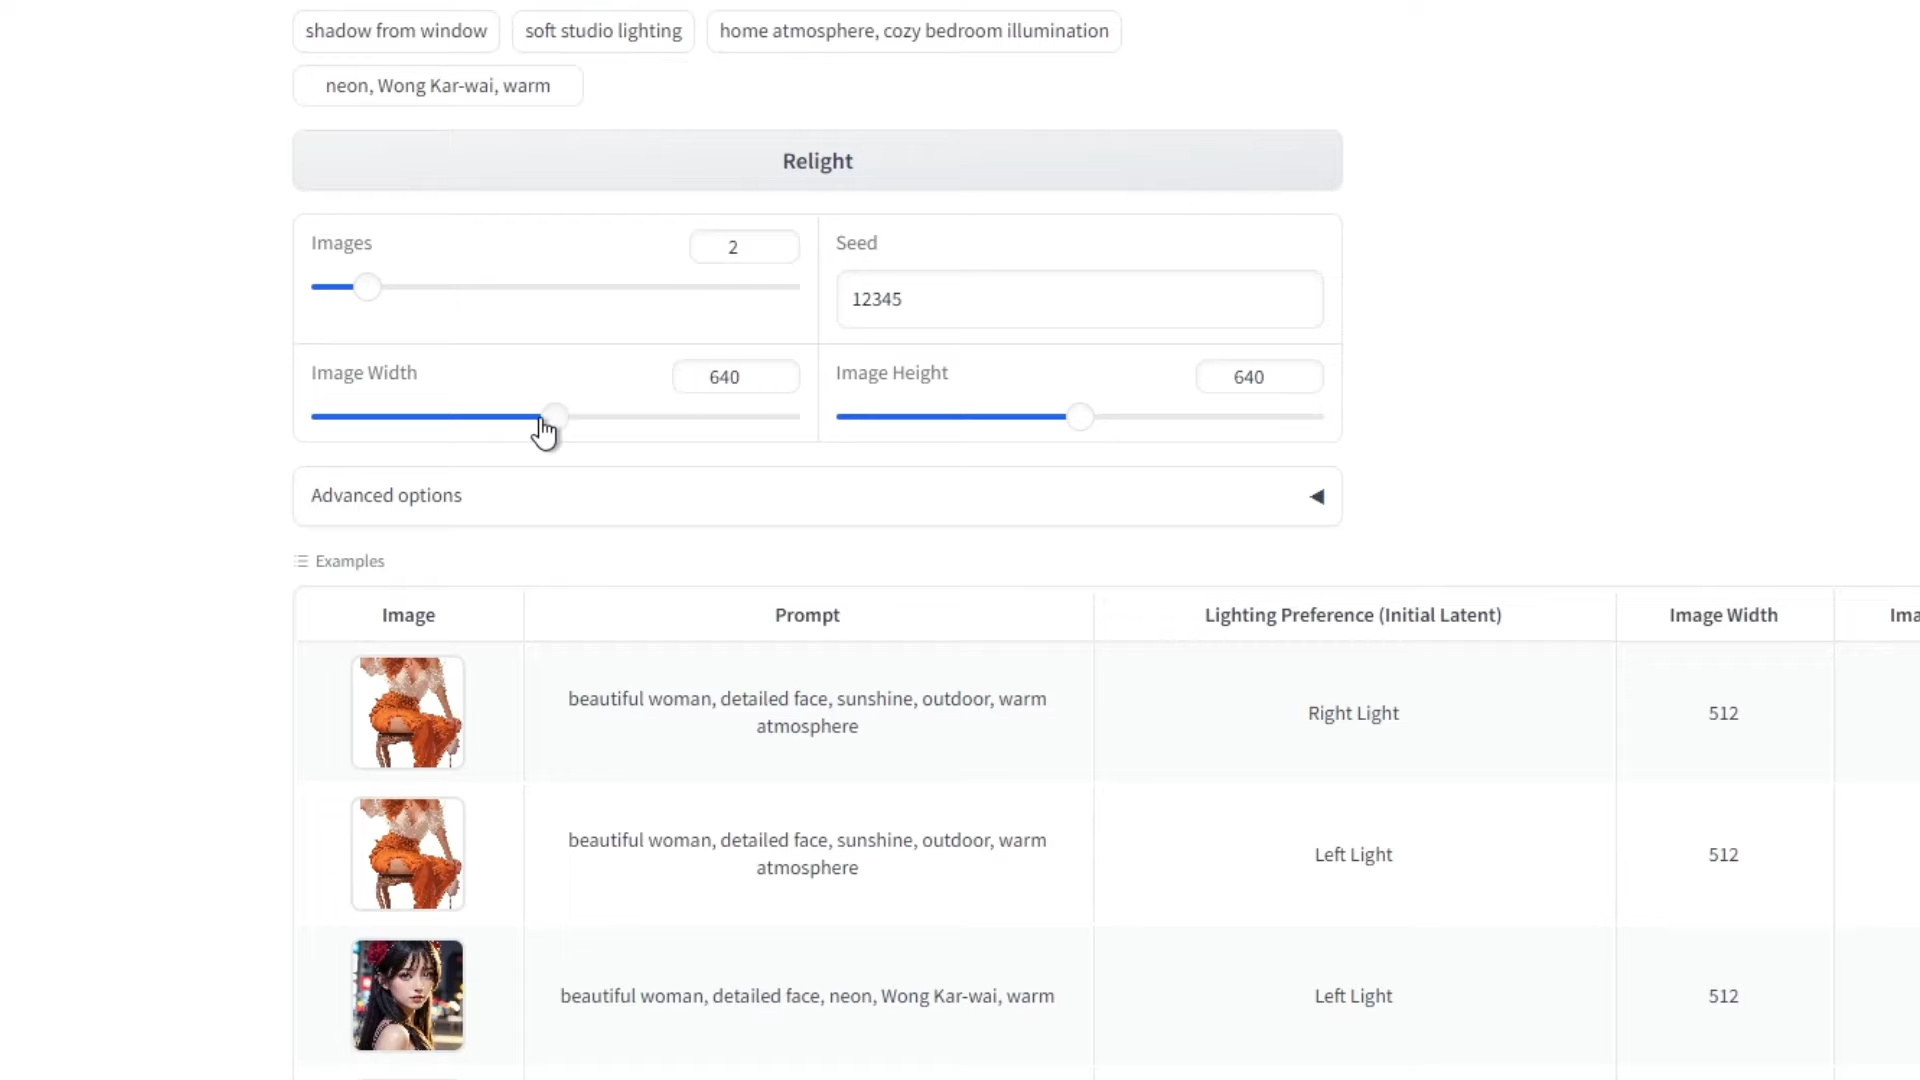 shadow from window
soft studio lighting
home atmosphere, cozy bedroom illumination
neon, Wong Kar-wai, warm
Relight
Images
2
Seed
12345
Image Width
640
Image Height
640
Advanced options
Examples
Image
Prompt
Lighting Preference (Initial Latent)
Image Width
Ima
beautiful woman, detailed face, sunshine, outdoor, warm
atmosphere
Right Light
512
beautiful woman, detailed face, sunshine, outdoor, warm
atmosphere
Left Light
512
beautiful woman, detailed face, neon, Wong Kar-wai, warm
Left Light
512